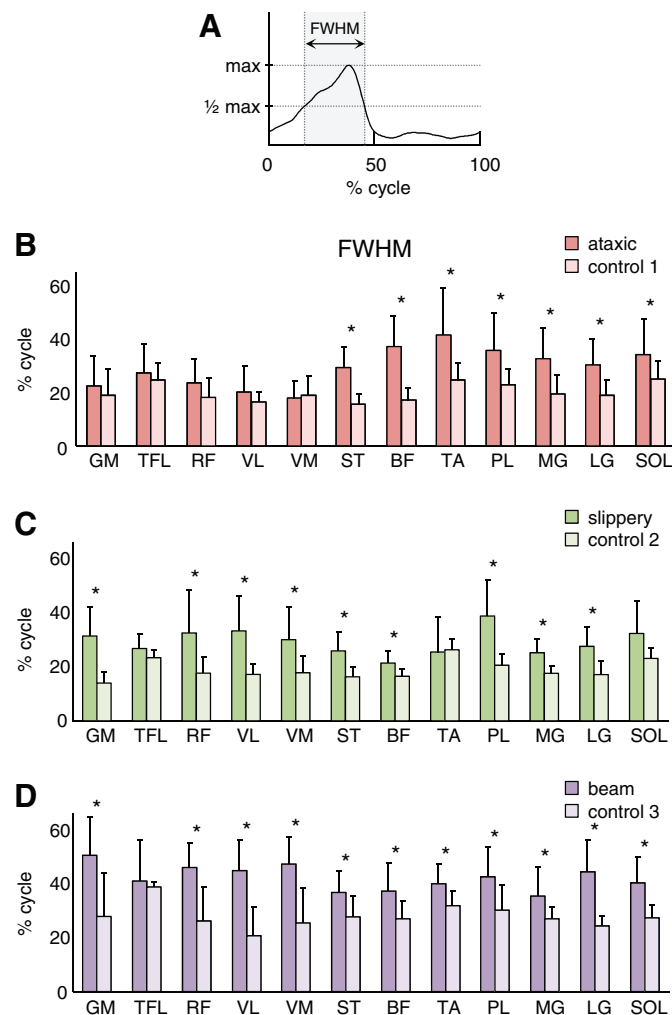 A
FWHM
max
½ max
0 50 100
% cycle
B
FWHM
ataxic
control 1
% cycle
60
40
20
0
* * * * * * *
GM TFL RF VL VM ST BF TA PL MG LG SOL
C
slippery
control 2
% cycle
60
40
20
0
* * * * * * * * *
GM TFL RF VL VM ST BF TA PL MG LG SOL
D
beam
control 3
% cycle
60
40
20
0
* * * * * * * * * * *
GM TFL RF VL VM ST BF TA PL MG LG SOL